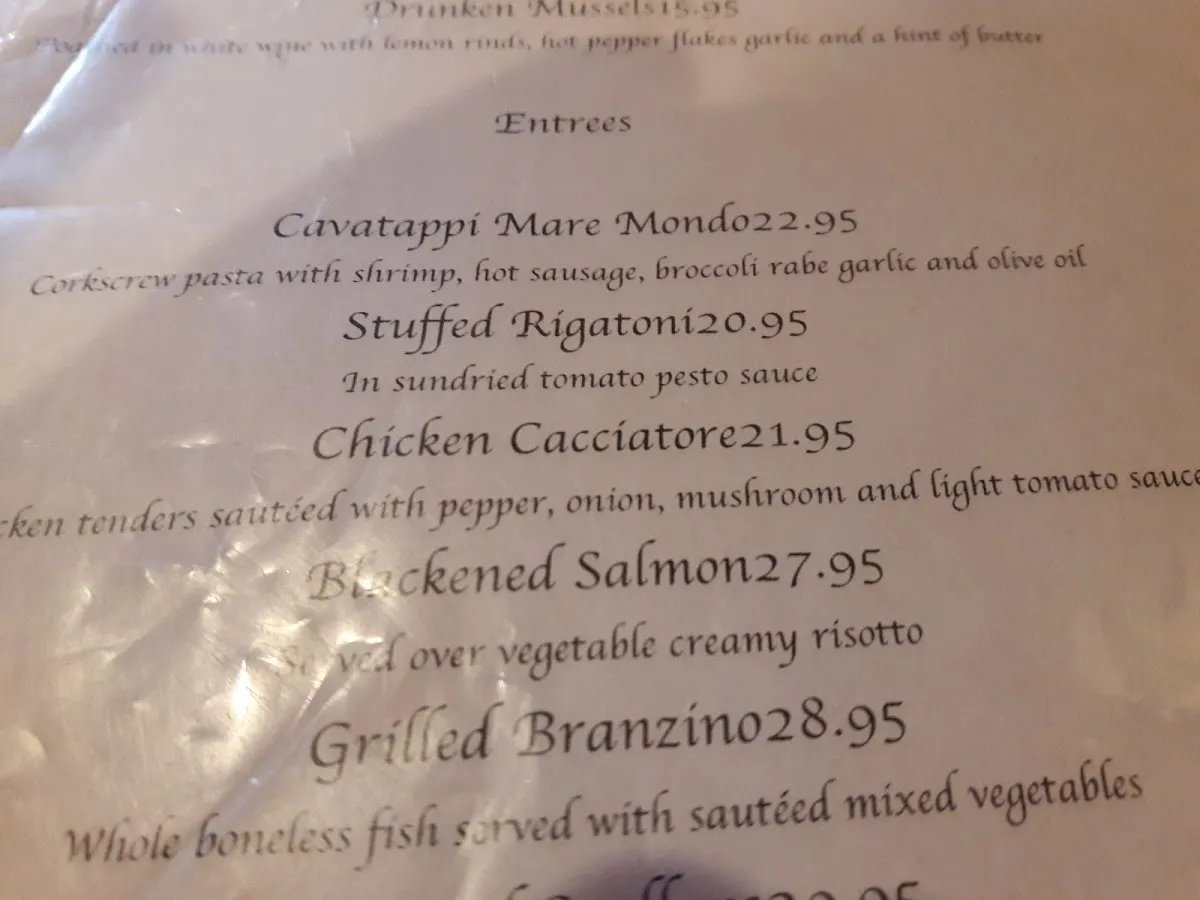 Drunken Mussels15.95
in white wine with lemon rinds, hot pepper flakes garlic and a hint of butter
Entrees
Cavatappi Mare Mondo22.95
Corkscrew pasta with shrimp, hot sausage, broccoli rabe garlic and olive oil
Stuffed Rigatoni20.95
In sundried tomato pesto sauce
Chicken Cacciatore21.95
cken tenders sautéed with pepper, onion, mushroom and light tomato sauce
Blackened Salmon27.95
Served over vegetable creamy risotto
Grilled Branzino28.95
Whole boneless fish served with sautéed mixed vegetables